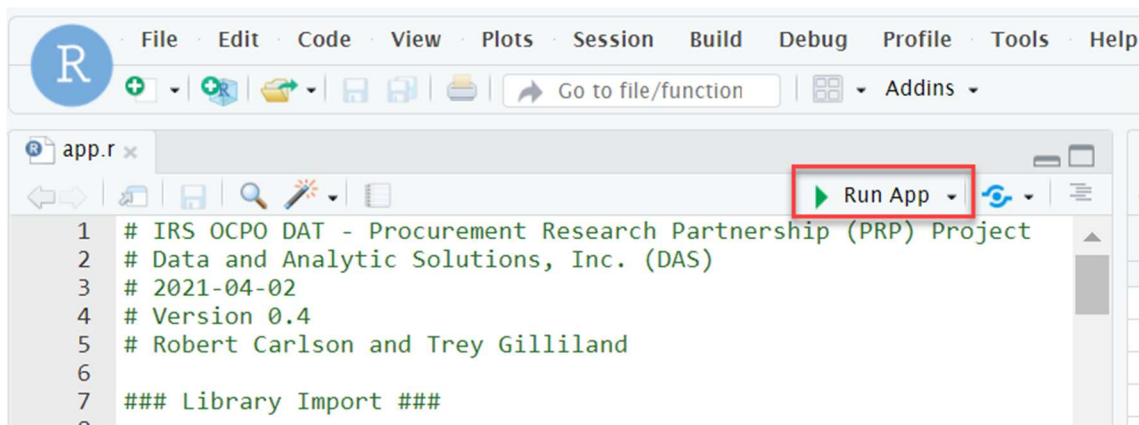 R
File Edit Code View Plots Session Build Debug Profile Tools Help
Go to file/function Addins
app.r
Run App
1 # IRS OCPO DAT - Procurement Research Partnership (PRP) Project
2 # Data and Analytic Solutions, Inc. (DAS)
3 # 2021-04-02
4 # Version 0.4
5 # Robert Carlson and Trey Gilliland
6
7 ### Library Import ###